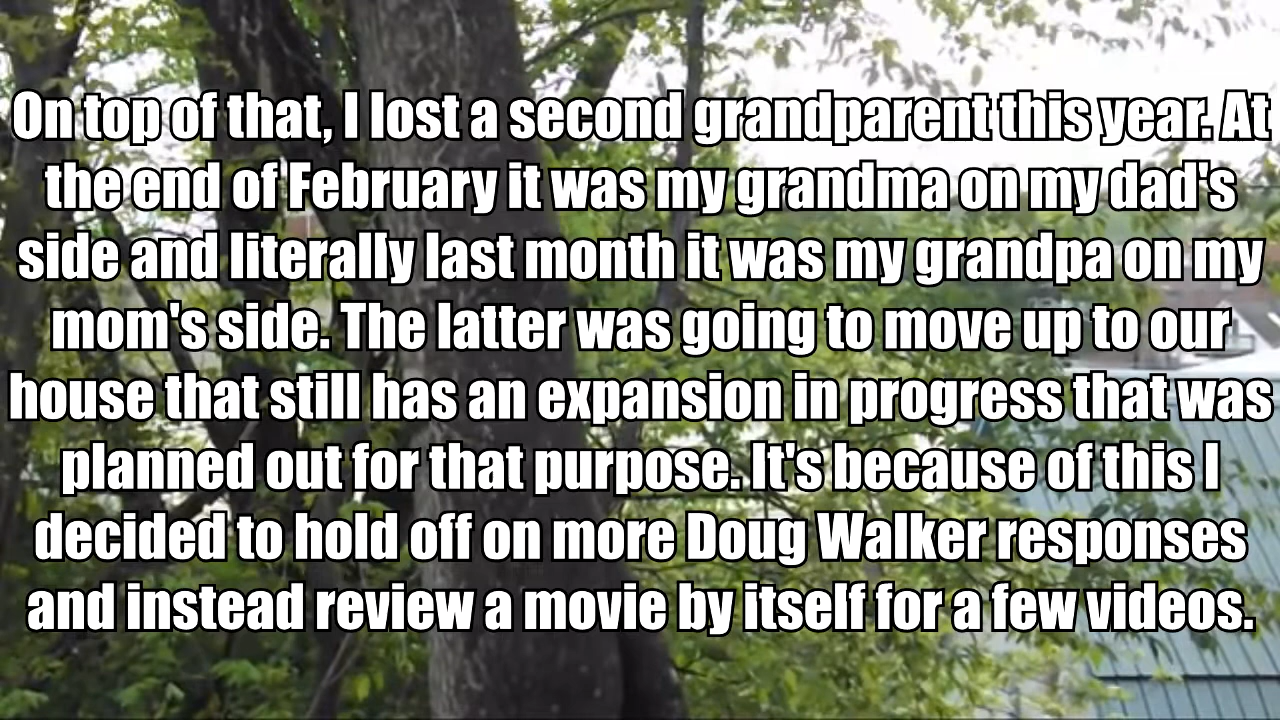 On top of that, I lost a second grandparent this year. At
the end of February it was my grandma on my dad's
side and literally last month it was my grandpa on my
mom's side. The latter was going to move up to our
house that still has an expansion in progress that was
planned out for that purpose. It's because of this I
decided to hold off on more Doug Walker responses
and instead review a movie by itself for a few videos.